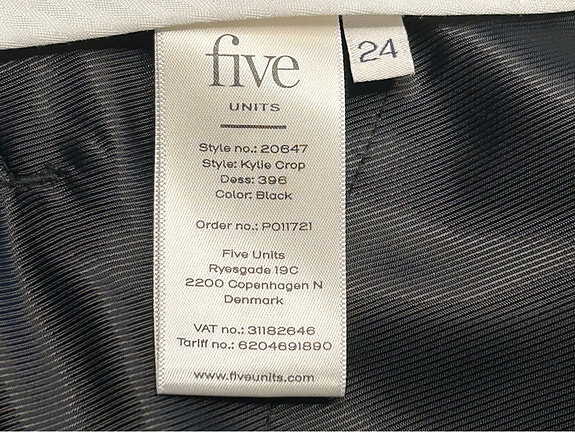 five
UNITS
24
Style no.: 20647
Style: Kylie Crop
Dess: 396
Color: Black
Order no.: PO11721
Five Units
Ryesgade 19C
2200 Copenhagen N
Denmark
VAT no.: 31182646
Tariff no.: 6204691890
www.fiveunits.com